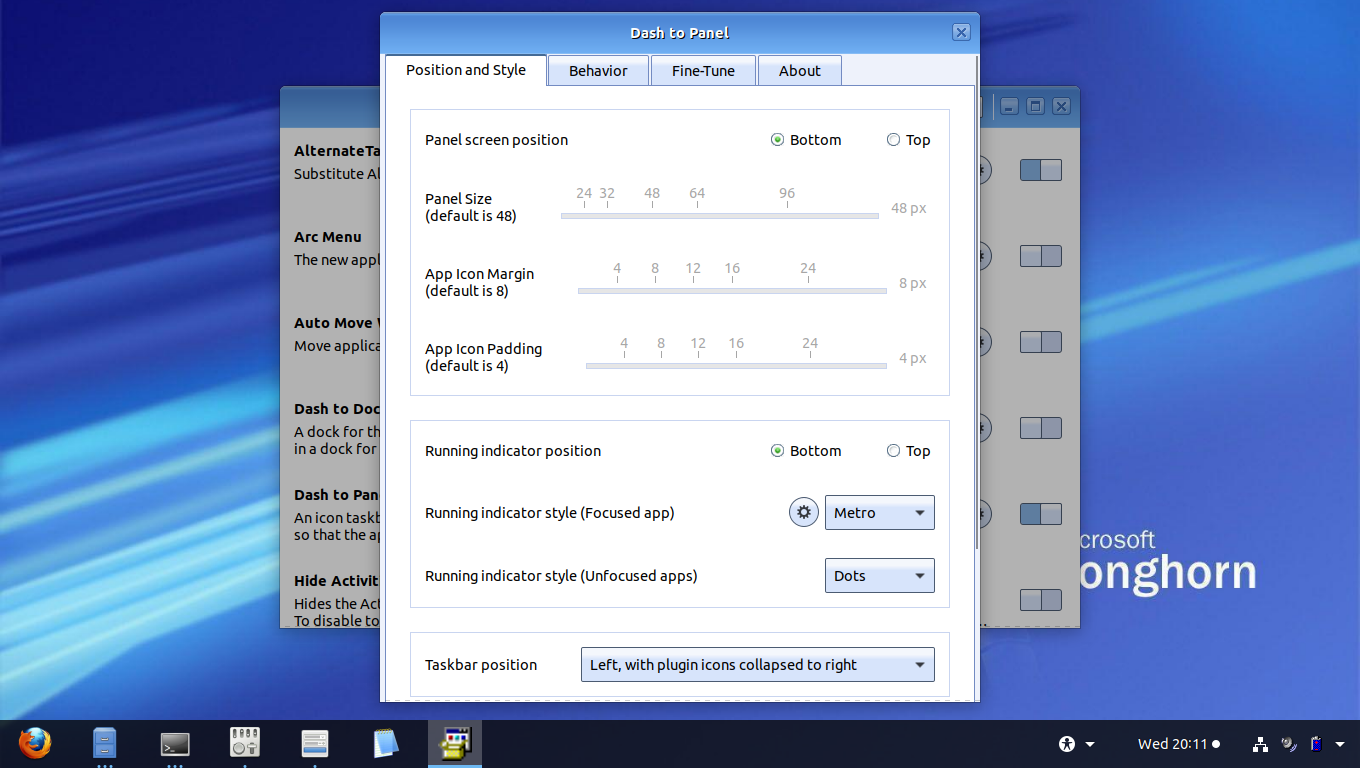 Dash to Panel
Position and Style
Behavior
Fine-Tune
About
Panel screen position
Bottom
Top
Panel Size
(default is 48)
24 32 48 64 96
48 px
App Icon Margin
(default is 8)
4 8 12 16 24
8 px
App Icon Padding
(default is 4)
4 8 12 16 24
4 px
Running indicator position
Bottom
Top
Running indicator style (Focused app)
Metro
Running indicator style (Unfocused apps)
Dots
Taskbar position
Left, with plugin icons collapsed to right
AlternateTa
Substitute Al
Arc Menu
The new appl
Auto Move
Move applica
Dash to Doc
A dock for th
in a dock for
Dash to Pan
An icon taskb
so that the ap
Hide Activit
Hides the Act
To disable to
crosoft
onghorn
Wed 20:11